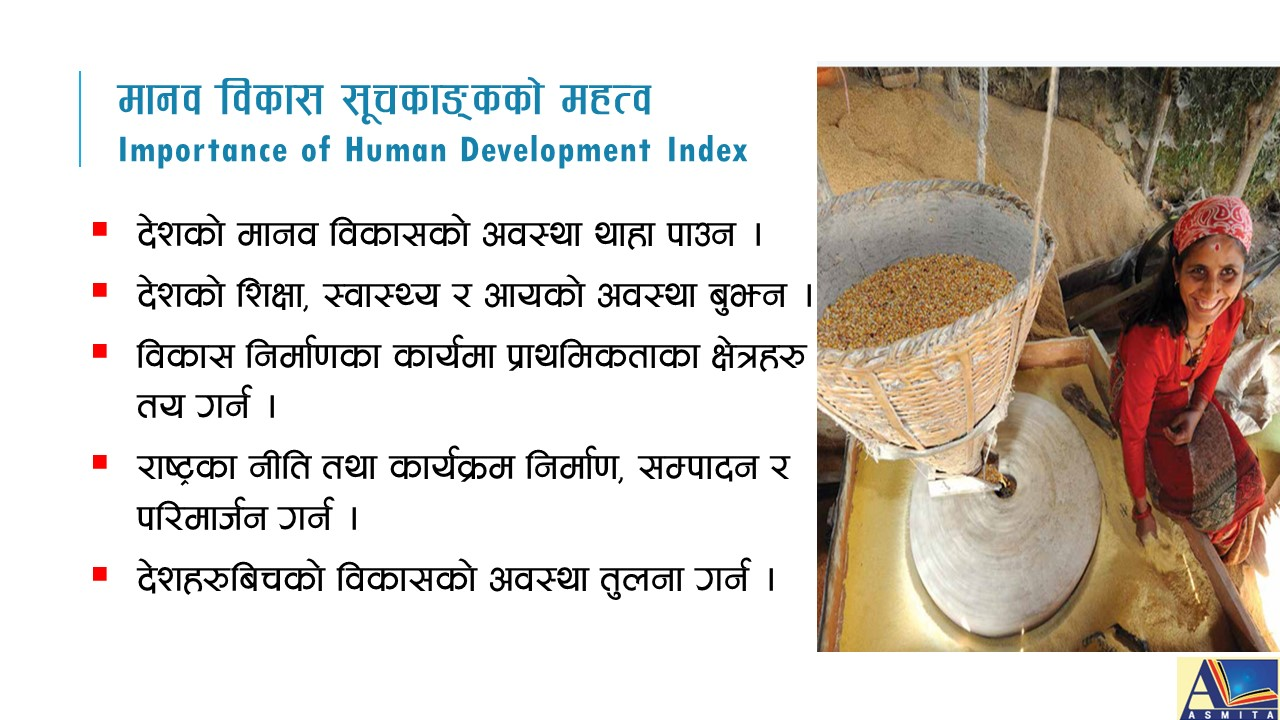 मानव विकास सूचकाङ्कको महत्व
Importance of Human Development Index
देशको मानव विकासको अवस्था थाहा पाउन ।
देशको शिक्षा, स्वास्थ्य र आयको अवस्था बुझ्न ।
विकास निर्माणका कार्यमा प्राथमिकताका क्षेत्रहरु
तय गर्न ।
राष्ट्रका नीति तथा कार्यक्रम निर्माण, सम्पादन र
परिमार्जन गर्न ।
देशहरुबिचको विकासको अवस्था तुलना गर्न ।
ASMITA